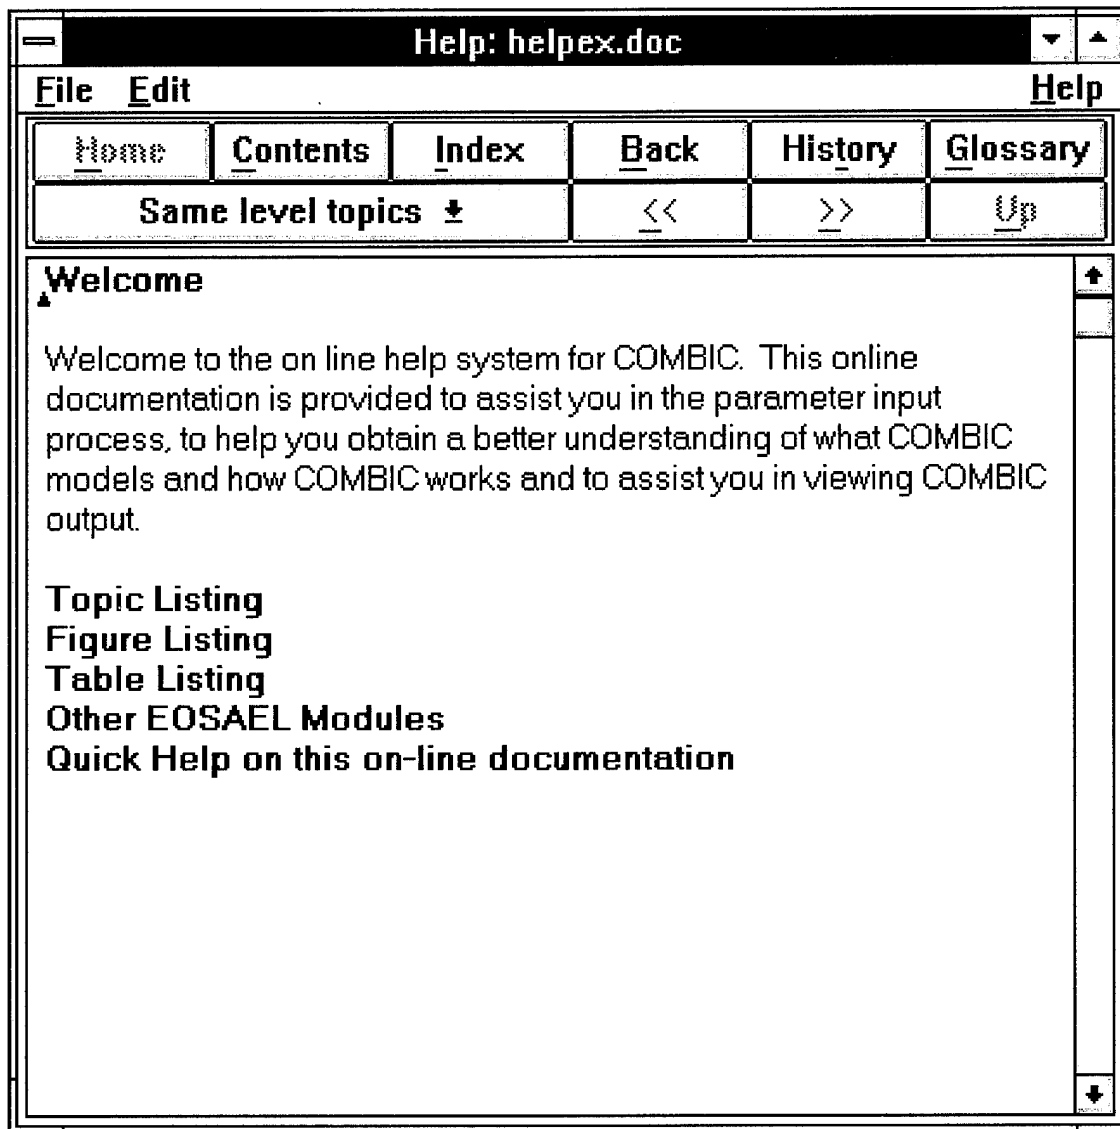 Help: helpex.doc
File Edit Help
Home Contents Index Back History Glossary
Same level topics << >> Up
Welcome
Welcome to the on line help system for COMBIC. This online
documentation is provided to assist you in the parameter input
process, to help you obtain a better understanding of what COMBIC
models and how COMBIC works and to assist you in viewing COMBIC
output.
Topic Listing
Figure Listing
Table Listing
Other EOSAEL Modules
Quick Help on this on-line documentation